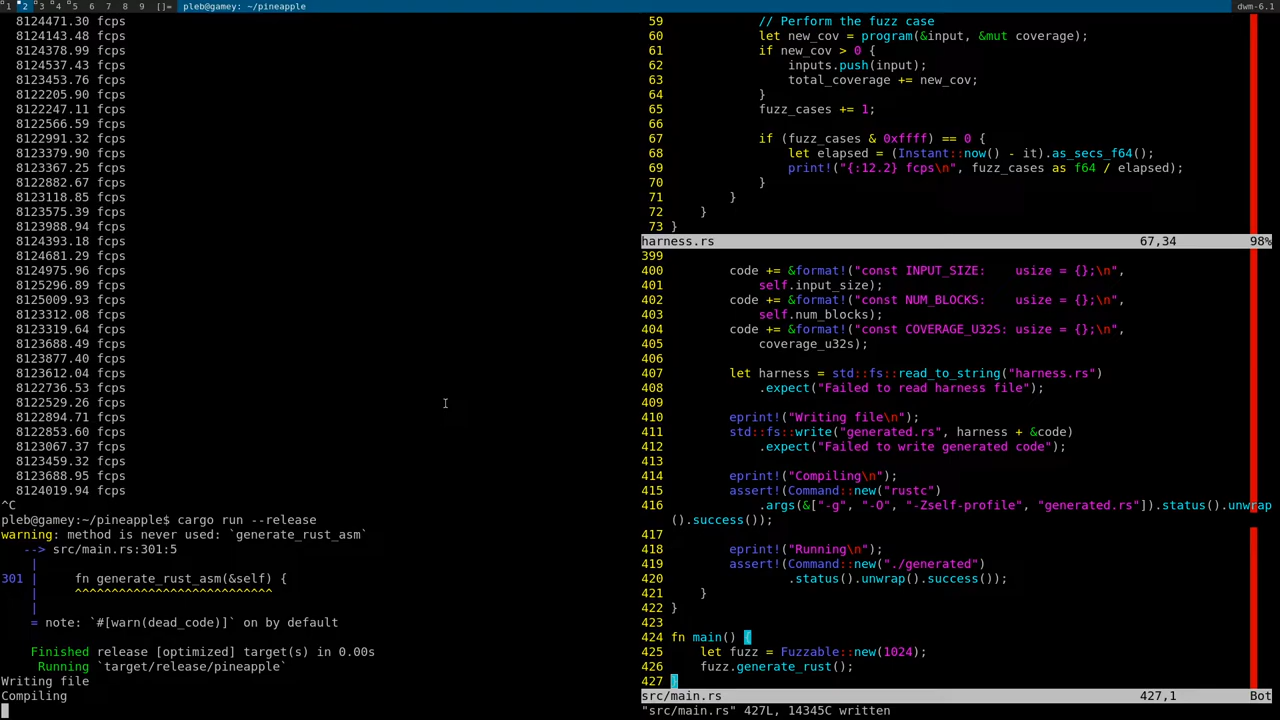 1 2 3 4 5 6 7 8 9 []= pleb@gamey:~/pineapple dwm-6.1
8124471.30 fcps
8124143.48 fcps
8124378.99 fcps
8124537.43 fcps
8123453.76 fcps
8122205.90 fcps
8122247.11 fcps
8122566.59 fcps
8122991.32 fcps
8123379.90 fcps
8123367.25 fcps
8122882.67 fcps
8123118.85 fcps
8123575.39 fcps
8123988.94 fcps
8124393.18 fcps
8124681.29 fcps
8124975.96 fcps
8125296.89 fcps
8125009.93 fcps
8123312.08 fcps
8123319.64 fcps
8123688.49 fcps
8123877.40 fcps
8123612.04 fcps
8122736.53 fcps
8122529.26 fcps
8122894.71 fcps
8122853.60 fcps
8123067.37 fcps
8123459.32 fcps
8123688.95 fcps
8124019.94 fcps
^C
pleb@gamey:~/pineapple$ cargo run --release
warning: method is never used: `generate_rust_asm`
--> src/main.rs:301:5
|
301 |     fn generate_rust_asm(&self) {
|     ^^^^^^^^^^^^^^^^^^^^^^^^^^^
|
= note: `#[warn(dead_code)]` on by default
Finished release [optimized] target(s) in 0.00s
Running `target/release/pineapple`
Writing file
Compiling
59             // Perform the fuzz case
60             let new_cov = program(&input, &mut coverage);
61             if new_cov > 0 {
62                 inputs.push(input);
63                 total_coverage += new_cov;
64             }
65             fuzz_cases += 1;
66
67             if (fuzz_cases & 0xffff) == 0 {
68                 let elapsed = (Instant::now() - it).as_secs_f64();
69                 print!("{:12.2} fcps\n", fuzz_cases as f64 / elapsed);
70             }
71         }
72     }
73 }
harness.rs 67,34 98%
399
400         code += &format!("const INPUT_SIZE:    usize = {};\n",
401             self.input_size);
402         code += &format!("const NUM_BLOCKS:    usize = {};\n",
403             self.num_blocks);
404         code += &format!("const COVERAGE_U32S: usize = {};\n",
405             coverage_u32s);
406
407         let harness = std::fs::read_to_string("harness.rs")
408             .expect("Failed to read harness file");
409
410         eprint!("Writing file\n");
411         std::fs::write("generated.rs", harness + &code)
412             .expect("Failed to write generated code");
413
414         eprint!("Compiling\n");
415         assert!(Command::new("rustc")
416             .args(&["-g", "-O", "-Zself-profile", "generated.rs"]).status().unwrap
().success());
417
418         eprint!("Running\n");
419         assert!(Command::new("./generated")
420                 .status().unwrap().success());
421     }
422 }
423
424 fn main() {
425     let fuzz = Fuzzable::new(1024);
426     fuzz.generate_rust();
427 }
src/main.rs 427,1 Bot
"src/main.rs" 427L, 14345C written